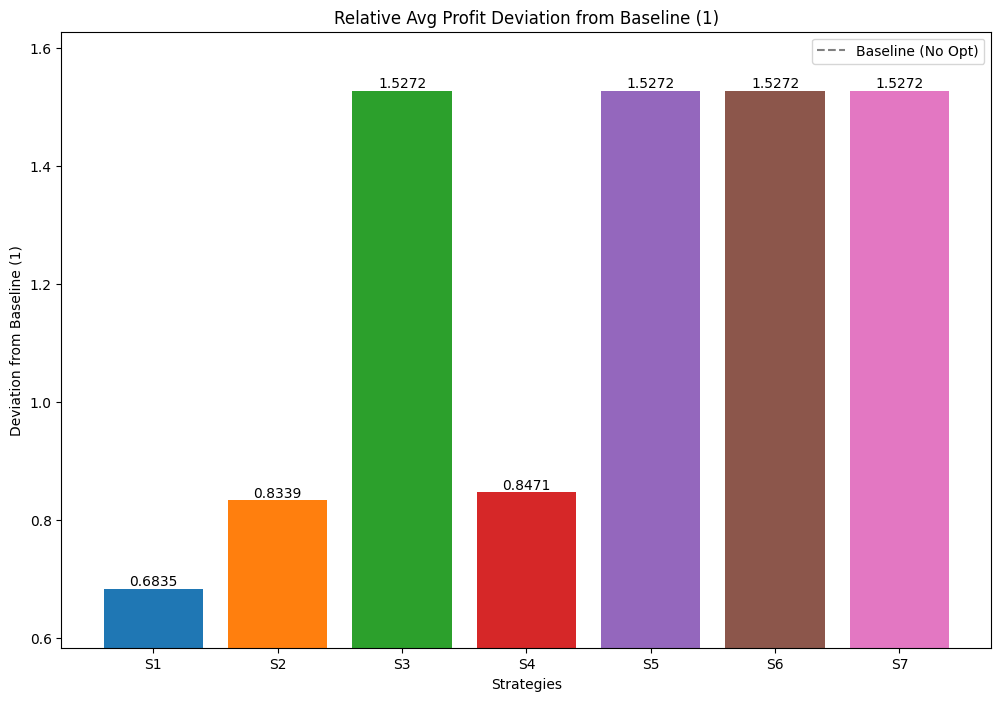 Relative Avg Profit Deviation from Baseline (1)
Baseline (No Opt)
Deviation from Baseline (1)
1.6
1.4
1.2
1.0
0.8
0.6
0.6835
0.8339
1.5272
0.8471
1.5272
1.5272
1.5272
S1
S2
S3
S4
S5
S6
S7
Strategies